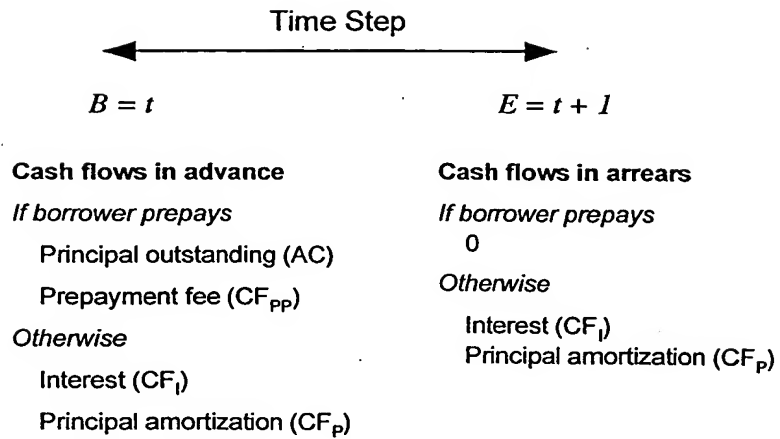 Time Step
B = t
E = t + 1
Cash flows in advance
If borrower prepays
Principal outstanding (AC)
Prepayment fee (CF_PP)
Otherwise
Interest (CF_I)
Principal amortization (CF_P)
Cash flows in arrears
If borrower prepays
0
Otherwise
Interest (CF_I)
Principal amortization (CF_P)